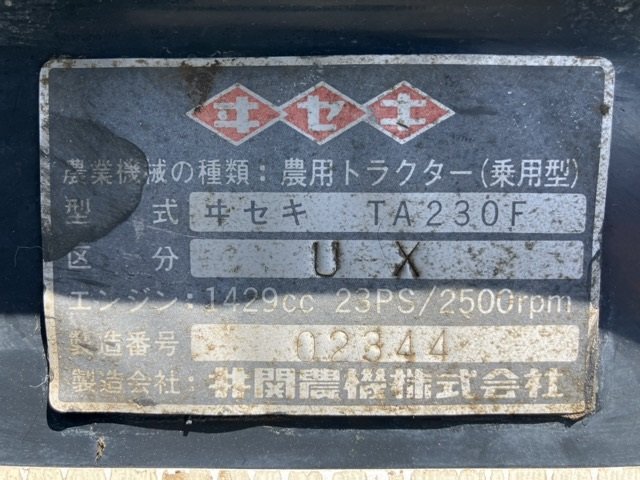 ヰセキ
農業機械の種類：農用トラクター（乗用型）
型式 ヰセキ TA230F
区分 UX
エンジン：1429cc 23PS/2500rpm
製造番号 02344
製造会社：井関農機株式会社